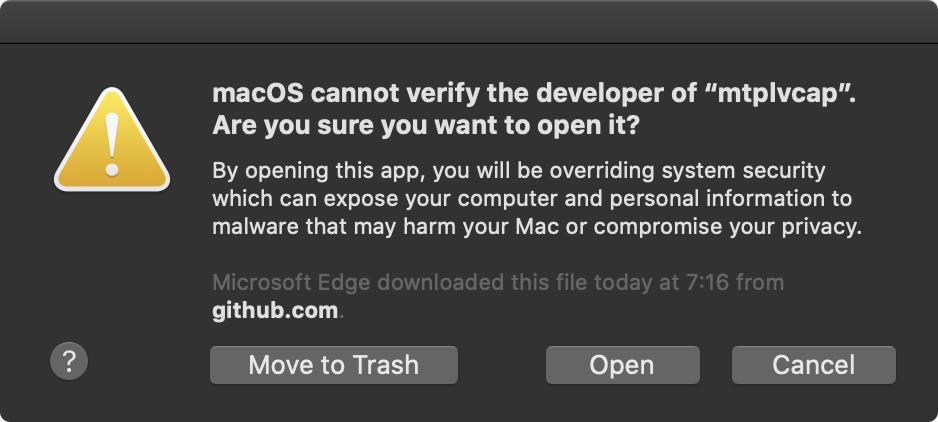 macOS cannot verify the developer of “mtplvcap”.
Are you sure you want to open it?
By opening this app, you will be overriding system security
which can expose your computer and personal information to
malware that may harm your Mac or compromise your privacy.
Microsoft Edge downloaded this file today at 7:16 from
github.com.
?
Move to Trash
Open
Cancel